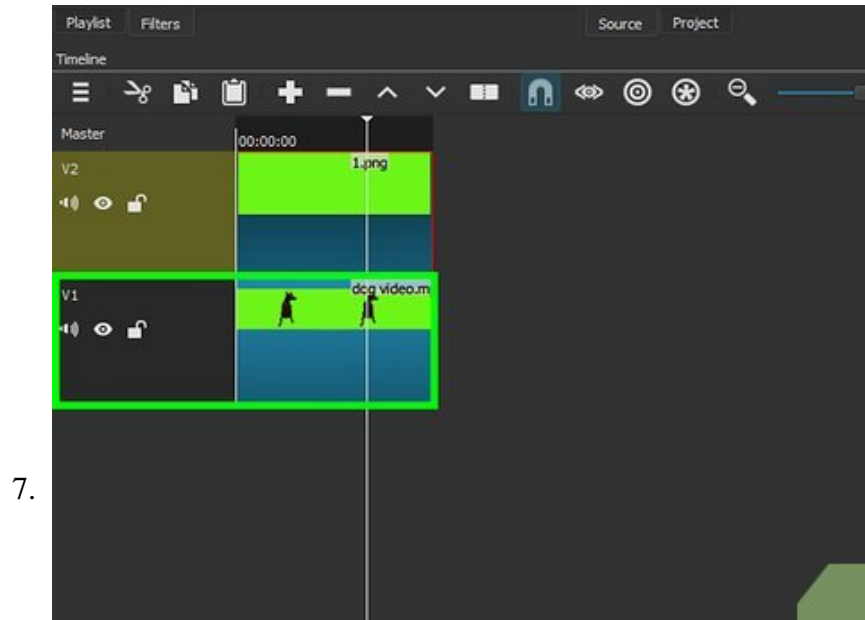 Playlist Filters Source Project
Timeline
Master 00:00:00
V2 1.png
V1 dog video.m
7.